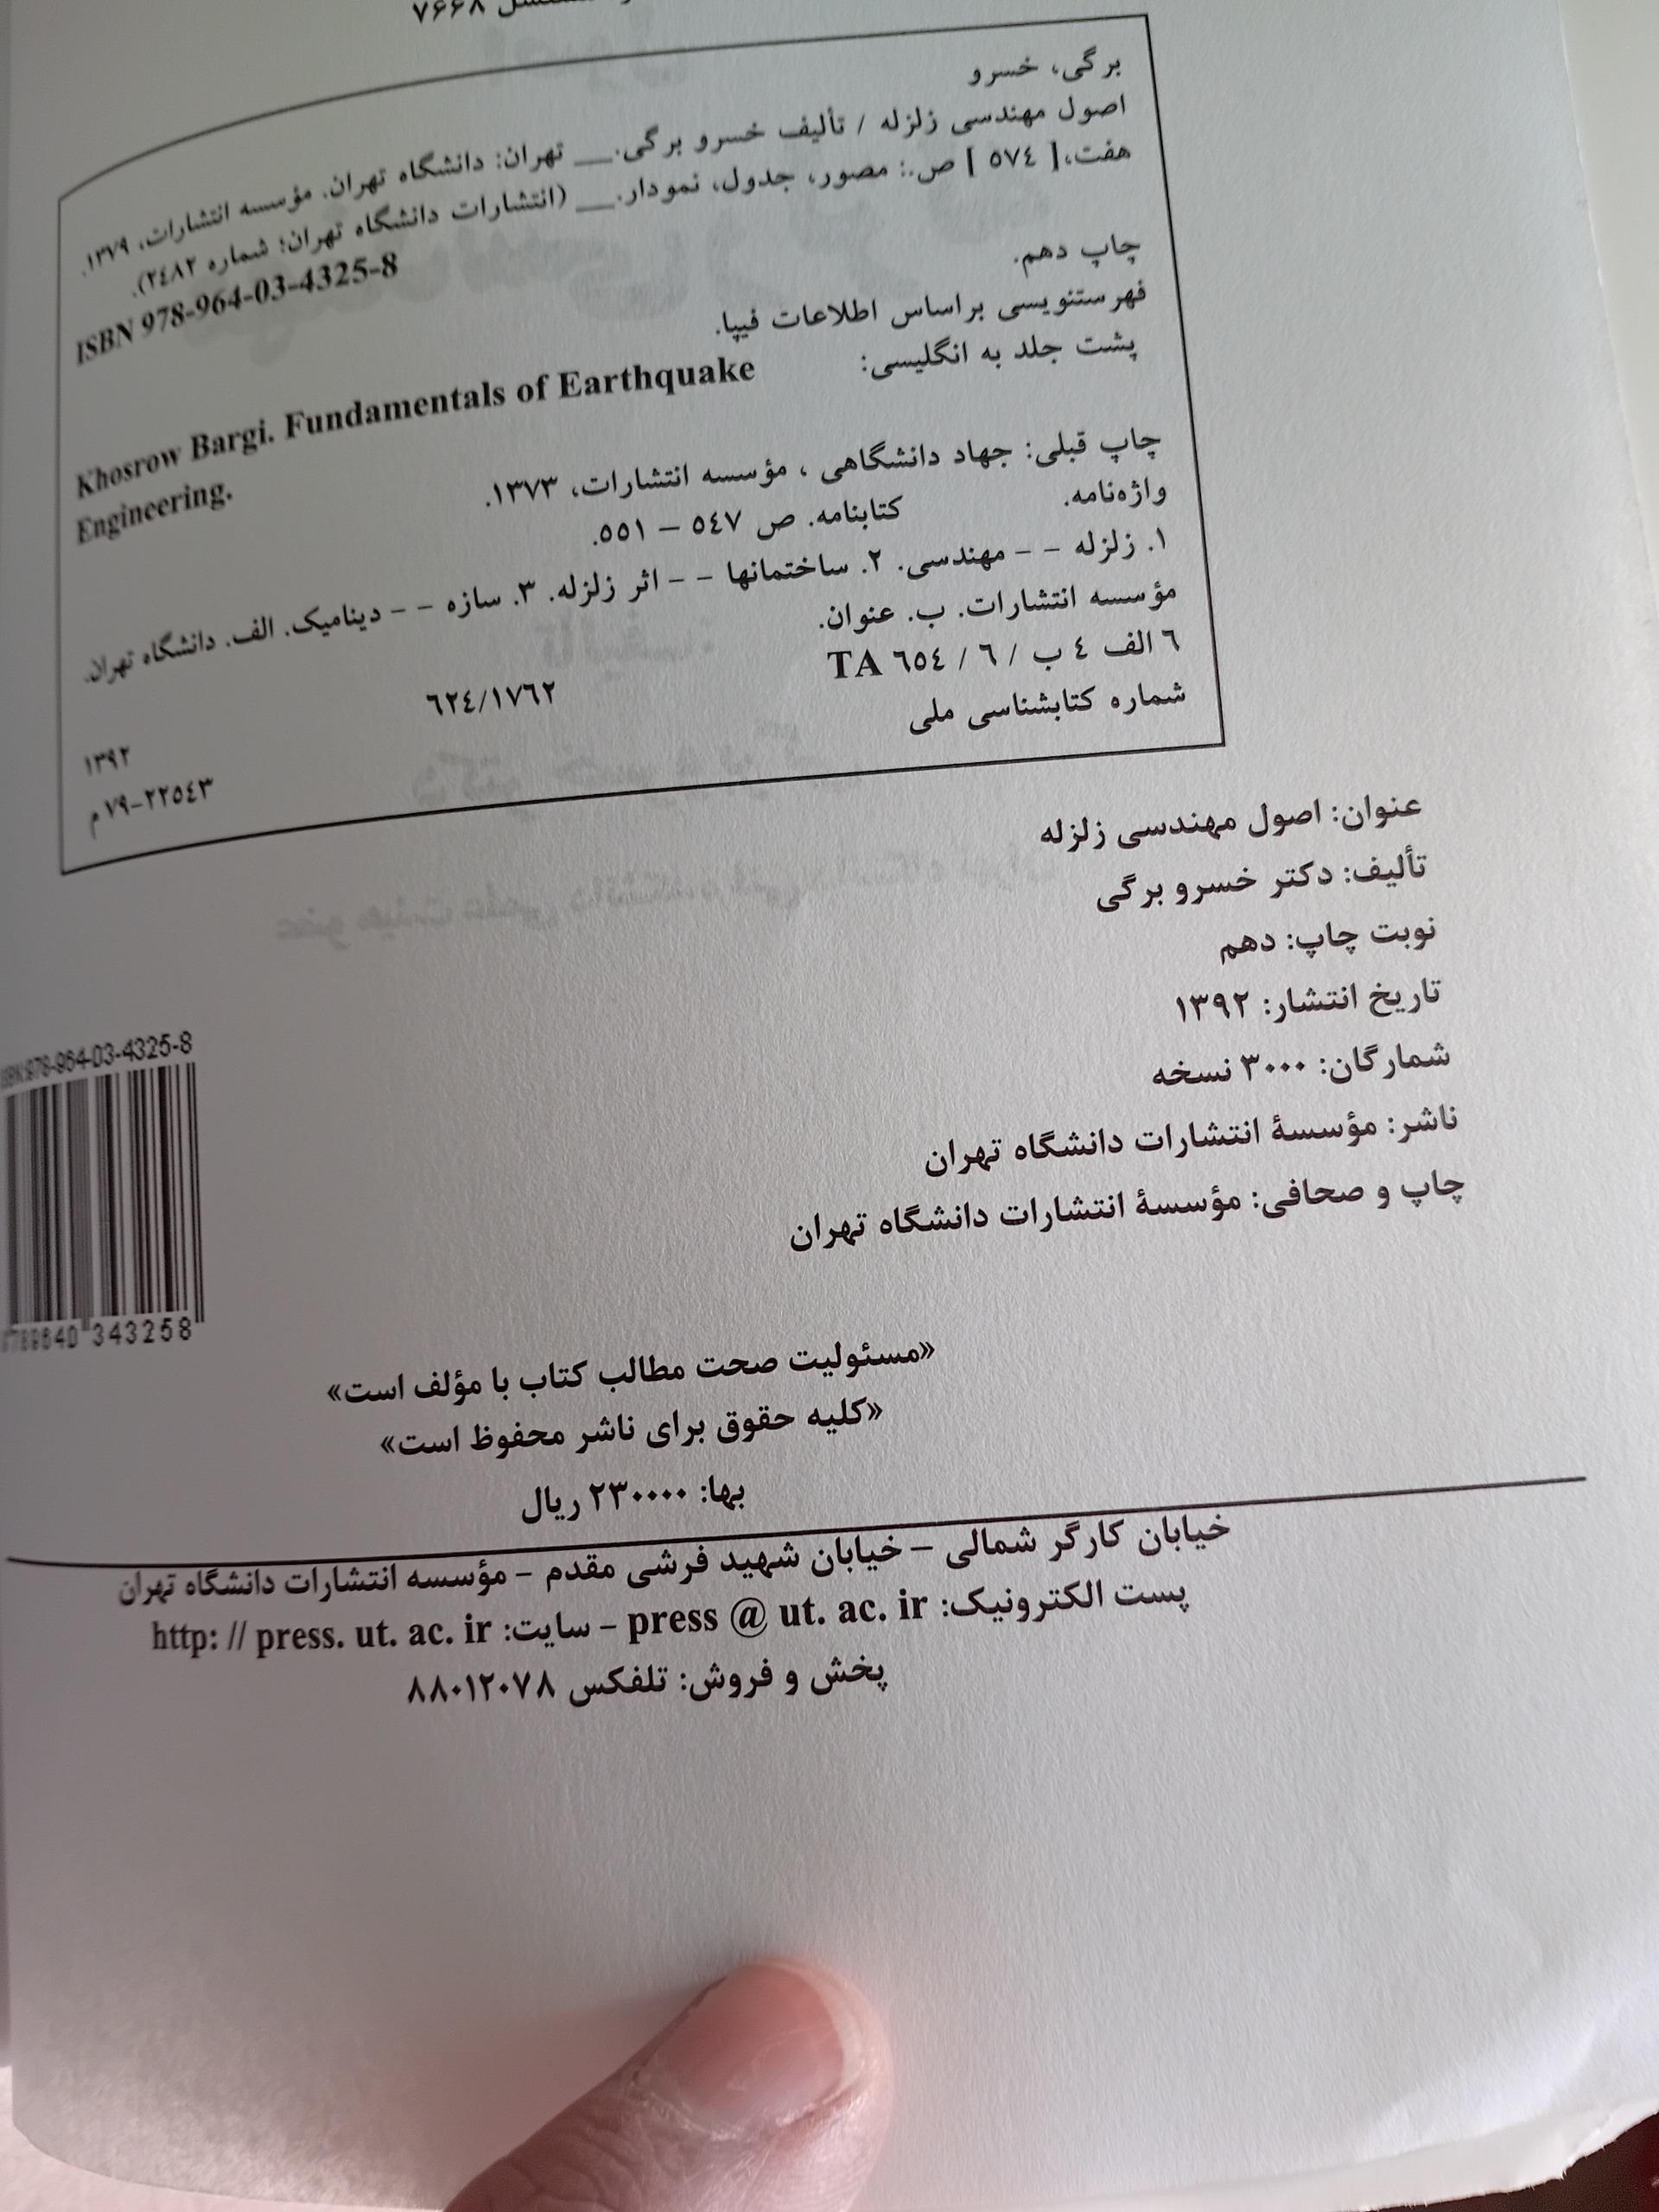 ۷۶۶۸
برگی، خسرو
اصول مهندسی زلزله / تألیف خسرو برگی.__ تهران: دانشگاه تهران. مؤسسه انتشارات، ۱۳۷۹.
هفت،[ ۵۷۴ ] ص.: مصور، جدول، نمودار.__ (انتشارات دانشگاه تهران؛ شماره ۲۴۸۲).
ISBN 978-964-03-4325-8
چاپ دهم.
فهرستنویسی براساس اطلاعات فیپا.
پشت جلد به انگلیسی:
Khosrow Bargi. Fundamentals of Earthquake
Engineering.
چاپ قبلی: جهاد دانشگاهی ، مؤسسه انتشارات، ۱۳۷۳.
واژه‌نامه. کتابنامه. ص ۵۴۷ – ۵۵۱.
۱. زلزله - - مهندسی. ۲. ساختمانها - - اثر زلزله. ۳. سازه - - دینامیک. الف. دانشگاه تهران.
مؤسسه انتشارات. ب. عنوان.
۶ الف ۴ ب / ۶ / ۶۵۴ TA ۶۲۴/۱۷۶۲ ۱۳۹۲
شماره کتابشناسی ملی ۷۹-۲۲۵۴۳ م
عنوان: اصول مهندسی زلزله
تألیف: دکتر خسرو برگی
نوبت چاپ: دهم
تاریخ انتشار: ۱۳۹۲
شمارگان: ۳۰۰۰ نسخه
ناشر: مؤسسهٔ انتشارات دانشگاه تهران
چاپ و صحافی: مؤسسهٔ انتشارات دانشگاه تهران
978-964-03-4325-8
789640 343258
«مسئولیت صحت مطالب کتاب با مؤلف است»
«کلیه حقوق برای ناشر محفوظ است»
بها: ۲۳۰۰۰۰ ریال
خیابان کارگر شمالی – خیابان شهید فرشی مقدم – مؤسسه انتشارات دانشگاه تهران
پست الکترونیک: press @ ut. ac. ir – سایت: http: // press. ut. ac. ir
پخش و فروش: تلفکس ۸۸۰۱۲۰۷۸